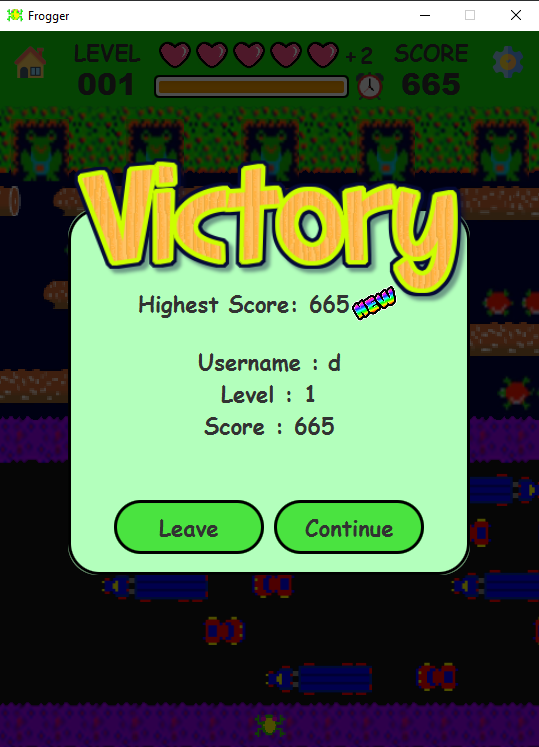 Frogger
LEVEL +2 SCORE
001 665
Victory
Highest Score: 665 NEW
Username : d
Level : 1
Score : 665
Leave Continue